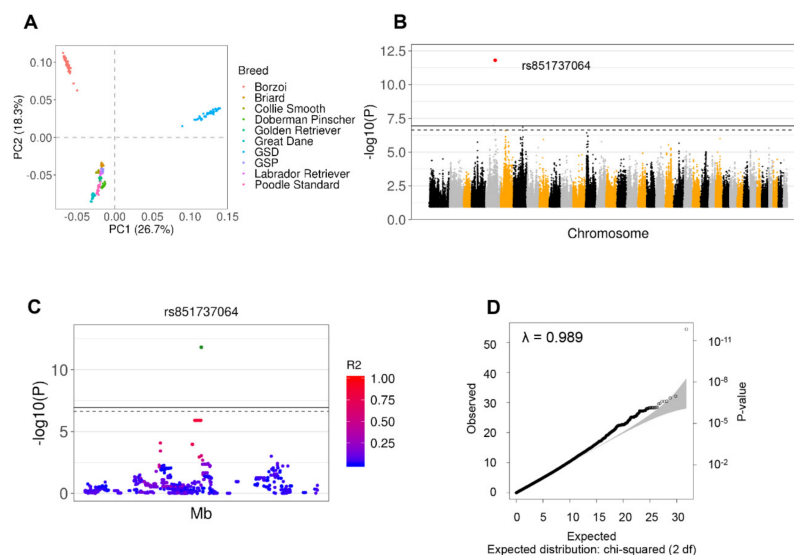 A
0.10
0.05
0.00
-0.05
PC2 (18.3%)
-0.05
0.00
0.05
0.10
0.15
PC1 (26.7%)
Breed
Borzoi
Briard
Collie Smooth
Doberman Pinscher
Golden Retriever
Great Dane
GSD
GSP
Labrador Retriever
Poodle Standard
B
12.5
10.0
7.5
5.0
2.5
0.0
-log10(P)
rs851737064
Chromosome
C
rs851737064
10
5
0
-log10(P)
Mb
R2
1.00
0.75
0.50
0.25
D
λ = 0.989
50
40
30
20
10
0
Observed
10⁻¹¹
10⁻⁸
10⁻⁵
10⁻²
P-value
0
5
10
15
20
25
30
Expected
Expected distribution: chi-squared (2 df)